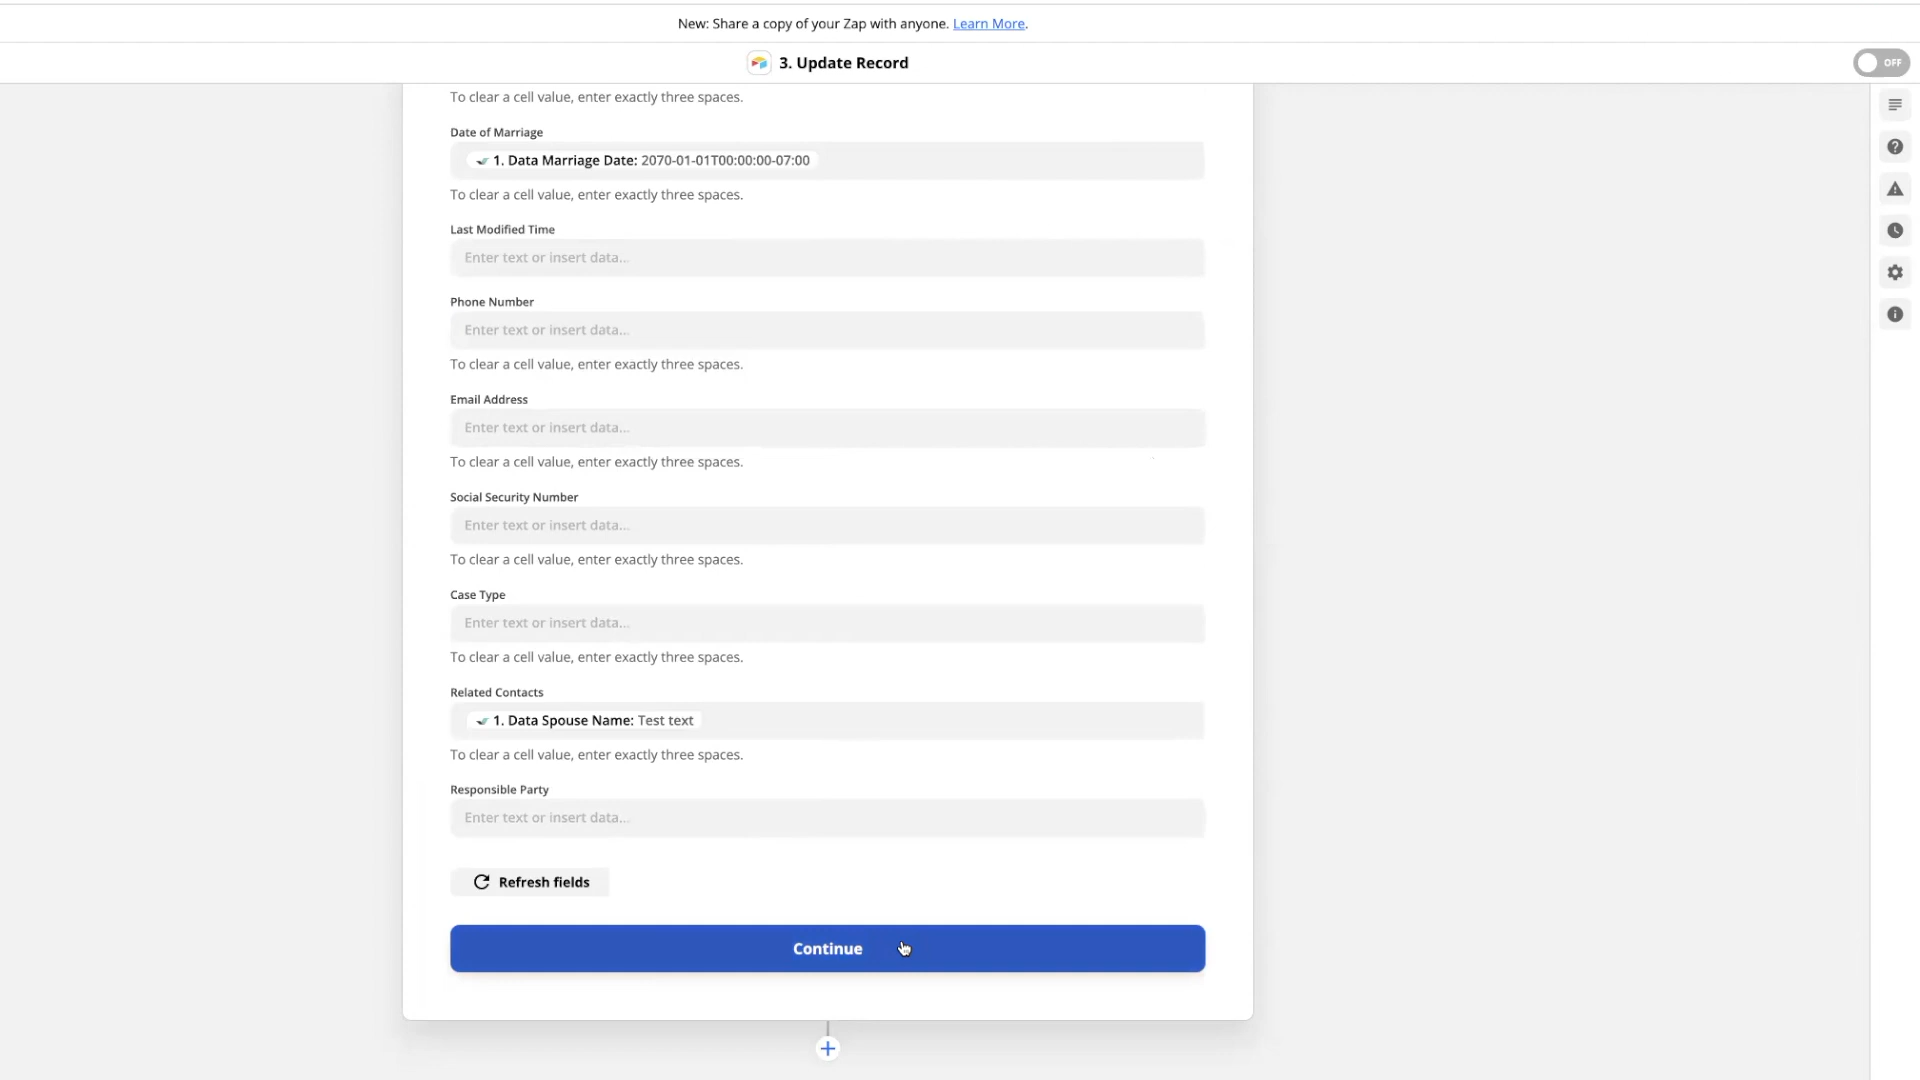 New: Share a copy of your Zap with anyone. Learn More.
3. Update Record
OFF
To clear a cell value, enter exactly three spaces.
Date of Marriage
1. Data Marriage Date: 2070-01-01T00:00:00-07:00
To clear a cell value, enter exactly three spaces.
Last Modified Time
Enter text or insert data...
Phone Number
Enter text or insert data...
To clear a cell value, enter exactly three spaces.
Email Address
Enter text or insert data...
To clear a cell value, enter exactly three spaces.
Social Security Number
Enter text or insert data...
To clear a cell value, enter exactly three spaces.
Case Type
Enter text or insert data...
To clear a cell value, enter exactly three spaces.
Related Contacts
1. Data Spouse Name: Test text
To clear a cell value, enter exactly three spaces.
Responsible Party
Enter text or insert data...
Refresh fields
Continue